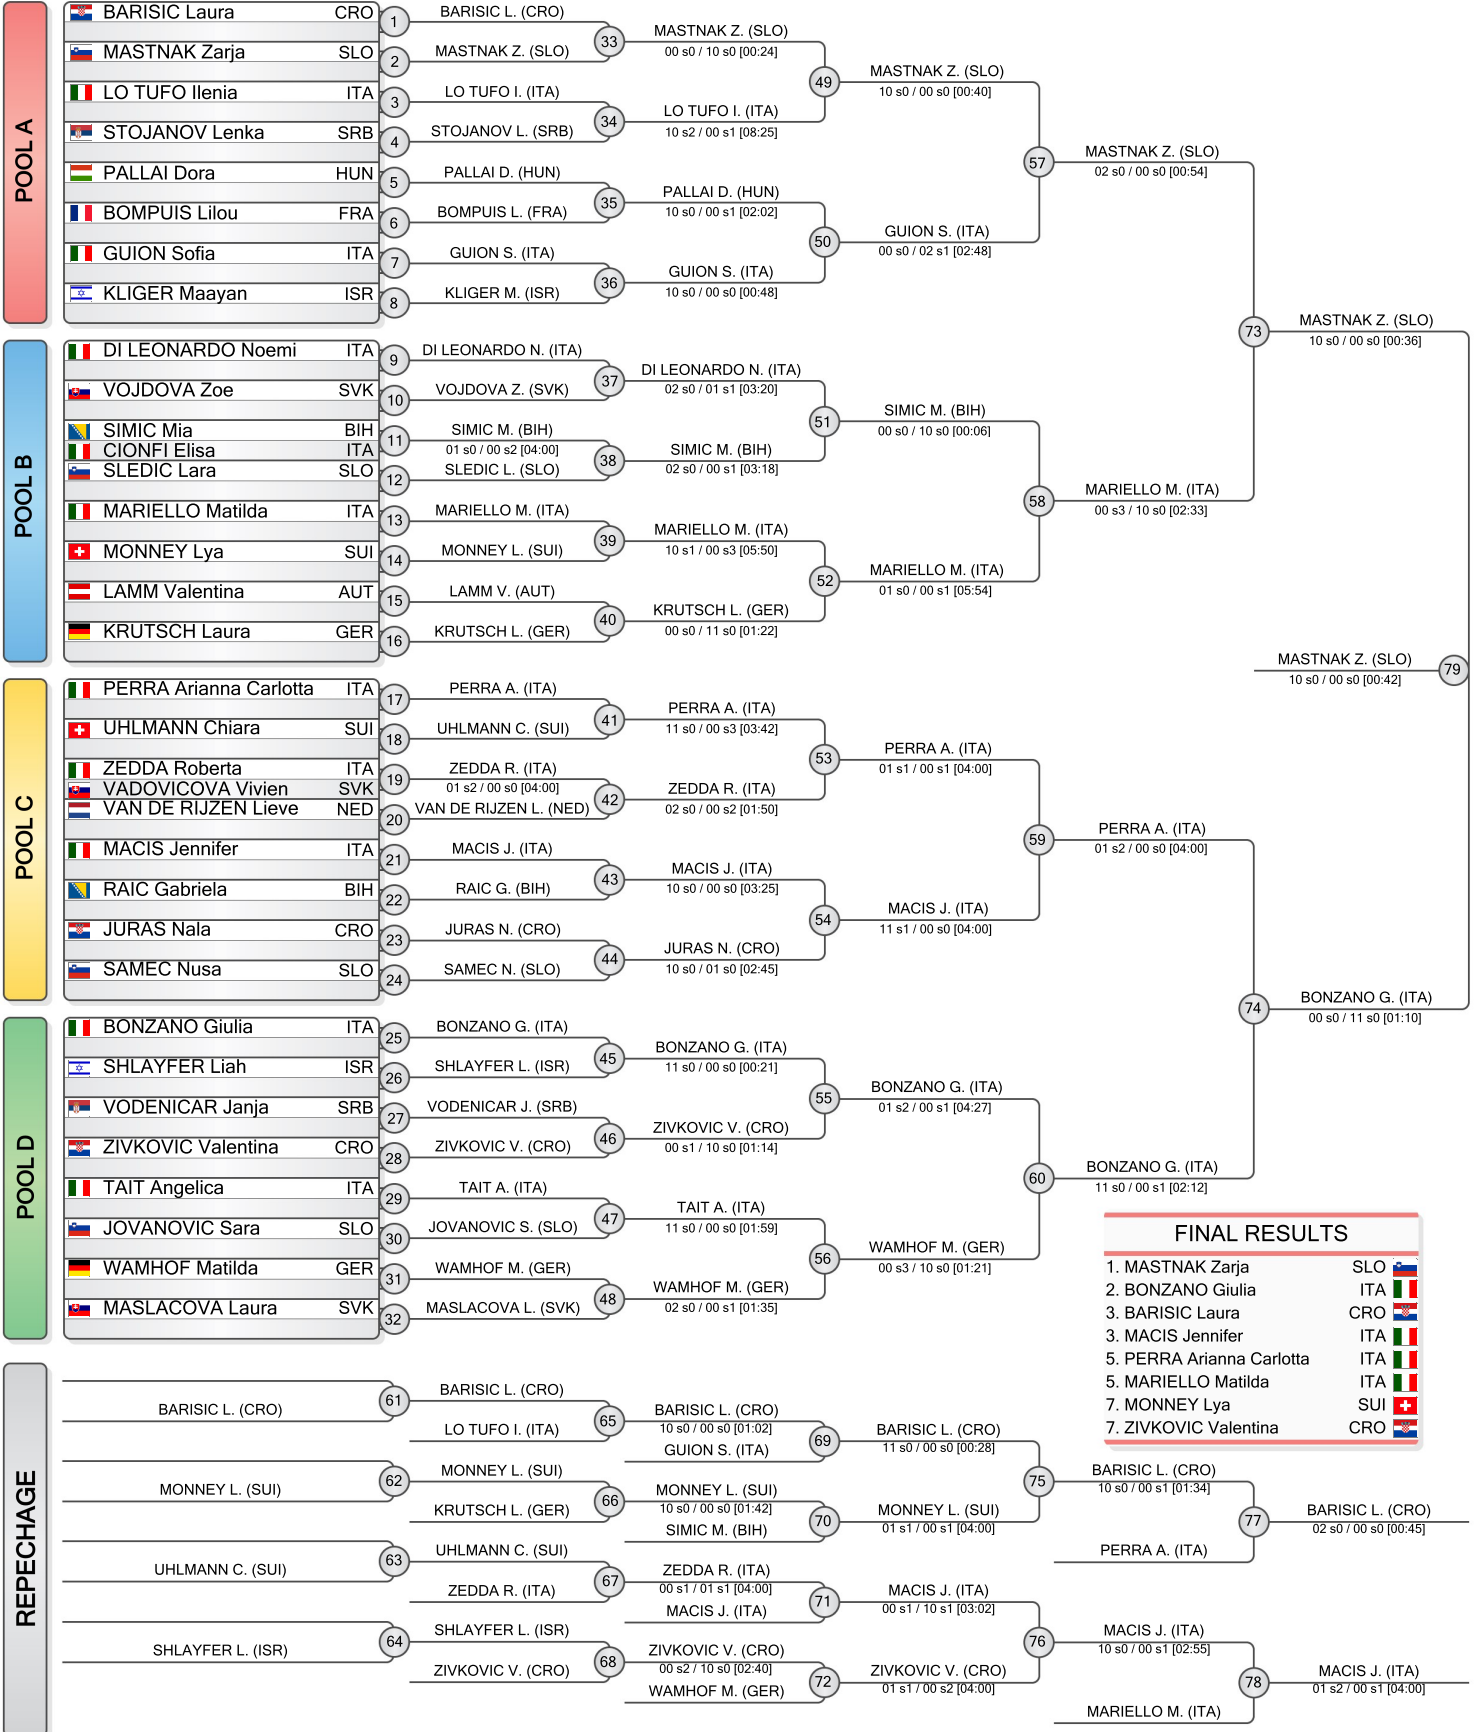 POOL A
BARISIC Laura CRO
MASTNAK Zarja SLO
LO TUFO Ilenia ITA
STOJANOV Lenka SRB
PALLAI Dora HUN
BOMPUIS Lilou FRA
GUION Sofia ITA
KLIGER Maayan ISR
1
2
3
4
5
6
7
8
BARISIC L. (CRO)
MASTNAK Z. (SLO)
LO TUFO I. (ITA)
STOJANOV L. (SRB)
PALLAI D. (HUN)
BOMPUIS L. (FRA)
GUION S. (ITA)
KLIGER M. (ISR)
33
34
35
36
MASTNAK Z. (SLO)
00 s0 / 10 s0 [00:24]
LO TUFO I. (ITA)
10 s2 / 00 s1 [08:25]
PALLAI D. (HUN)
10 s0 / 00 s1 [02:02]
GUION S. (ITA)
10 s0 / 00 s0 [00:48]
49
50
MASTNAK Z. (SLO)
10 s0 / 00 s0 [00:40]
GUION S. (ITA)
00 s0 / 02 s1 [02:48]
57
MASTNAK Z. (SLO)
02 s0 / 00 s0 [00:54]
POOL B
DI LEONARDO Noemi ITA
VOJDOVA Zoe SVK
SIMIC Mia BIH
CIONFI Elisa ITA
SLEDIC Lara SLO
MARIELLO Matilda ITA
MONNEY Lya SUI
LAMM Valentina AUT
KRUTSCH Laura GER
9
10
11
12
13
14
15
16
DI LEONARDO N. (ITA)
VOJDOVA Z. (SVK)
SIMIC M. (BIH)
01 s0 / 00 s2 [04:00]
SLEDIC L. (SLO)
MARIELLO M. (ITA)
MONNEY L. (SUI)
LAMM V. (AUT)
KRUTSCH L. (GER)
37
38
39
40
DI LEONARDO N. (ITA)
02 s0 / 01 s1 [03:20]
SIMIC M. (BIH)
02 s0 / 00 s1 [03:18]
MARIELLO M. (ITA)
10 s1 / 00 s3 [05:50]
KRUTSCH L. (GER)
00 s0 / 11 s0 [01:22]
51
52
SIMIC M. (BIH)
00 s0 / 10 s0 [00:06]
MARIELLO M. (ITA)
01 s0 / 00 s1 [05:54]
58
MARIELLO M. (ITA)
00 s3 / 10 s0 [02:33]
73
MASTNAK Z. (SLO)
10 s0 / 00 s0 [00:36]
MASTNAK Z. (SLO)
10 s0 / 00 s0 [00:42]
79
POOL C
PERRA Arianna Carlotta ITA
UHLMANN Chiara SUI
ZEDDA Roberta ITA
VADOVICOVA Vivien SVK
VAN DE RIJZEN Lieve NED
MACIS Jennifer ITA
RAIC Gabriela BIH
JURAS Nala CRO
SAMEC Nusa SLO
17
18
19
20
21
22
23
24
PERRA A. (ITA)
UHLMANN C. (SUI)
ZEDDA R. (ITA)
01 s2 / 00 s0 [04:00]
VAN DE RIJZEN L. (NED)
MACIS J. (ITA)
RAIC G. (BIH)
JURAS N. (CRO)
SAMEC N. (SLO)
41
42
43
44
PERRA A. (ITA)
11 s0 / 00 s3 [03:42]
ZEDDA R. (ITA)
02 s0 / 00 s2 [01:50]
MACIS J. (ITA)
10 s0 / 00 s0 [03:25]
JURAS N. (CRO)
10 s0 / 01 s0 [02:45]
53
54
PERRA A. (ITA)
01 s1 / 00 s1 [04:00]
MACIS J. (ITA)
11 s1 / 00 s0 [04:00]
59
PERRA A. (ITA)
01 s2 / 00 s0 [04:00]
POOL D
BONZANO Giulia ITA
SHLAYFER Liah ISR
VODENICAR Janja SRB
ZIVKOVIC Valentina CRO
TAIT Angelica ITA
JOVANOVIC Sara SLO
WAMHOF Matilda GER
MASLACOVA Laura SVK
25
26
27
28
29
30
31
32
BONZANO G. (ITA)
SHLAYFER L. (ISR)
VODENICAR J. (SRB)
ZIVKOVIC V. (CRO)
TAIT A. (ITA)
JOVANOVIC S. (SLO)
WAMHOF M. (GER)
MASLACOVA L. (SVK)
45
46
47
48
BONZANO G. (ITA)
11 s0 / 00 s0 [00:21]
ZIVKOVIC V. (CRO)
00 s1 / 10 s0 [01:14]
TAIT A. (ITA)
11 s0 / 00 s0 [01:59]
WAMHOF M. (GER)
02 s0 / 00 s1 [01:35]
55
56
BONZANO G. (ITA)
01 s2 / 00 s1 [04:27]
WAMHOF M. (GER)
00 s3 / 10 s0 [01:21]
60
BONZANO G. (ITA)
11 s0 / 00 s1 [02:12]
74
BONZANO G. (ITA)
00 s0 / 11 s0 [01:10]
FINAL RESULTS
1. MASTNAK Zarja SLO
2. BONZANO Giulia ITA
3. BARISIC Laura CRO
3. MACIS Jennifer ITA
5. PERRA Arianna Carlotta ITA
5. MARIELLO Matilda ITA
7. MONNEY Lya SUI
7. ZIVKOVIC Valentina CRO
REPECHAGE
BARISIC L. (CRO)
MONNEY L. (SUI)
UHLMANN C. (SUI)
SHLAYFER L. (ISR)
61
62
63
64
BARISIC L. (CRO)
LO TUFO I. (ITA)
MONNEY L. (SUI)
KRUTSCH L. (GER)
UHLMANN C. (SUI)
ZEDDA R. (ITA)
SHLAYFER L. (ISR)
ZIVKOVIC V. (CRO)
65
66
67
68
BARISIC L. (CRO)
10 s0 / 00 s0 [01:02]
GUION S. (ITA)
MONNEY L. (SUI)
10 s0 / 00 s0 [01:42]
SIMIC M. (BIH)
ZEDDA R. (ITA)
00 s1 / 01 s1 [04:00]
MACIS J. (ITA)
ZIVKOVIC V. (CRO)
00 s2 / 10 s0 [02:40]
WAMHOF M. (GER)
69
70
71
72
BARISIC L. (CRO)
11 s0 / 00 s0 [00:28]
MONNEY L. (SUI)
01 s1 / 00 s1 [04:00]
MACIS J. (ITA)
00 s1 / 10 s1 [03:02]
ZIVKOVIC V. (CRO)
01 s1 / 00 s2 [04:00]
75
76
BARISIC L. (CRO)
10 s0 / 00 s1 [01:34]
PERRA A. (ITA)
MACIS J. (ITA)
10 s0 / 00 s1 [02:55]
MARIELLO M. (ITA)
77
78
BARISIC L. (CRO)
02 s0 / 00 s0 [00:45]
MACIS J. (ITA)
01 s2 / 00 s1 [04:00]